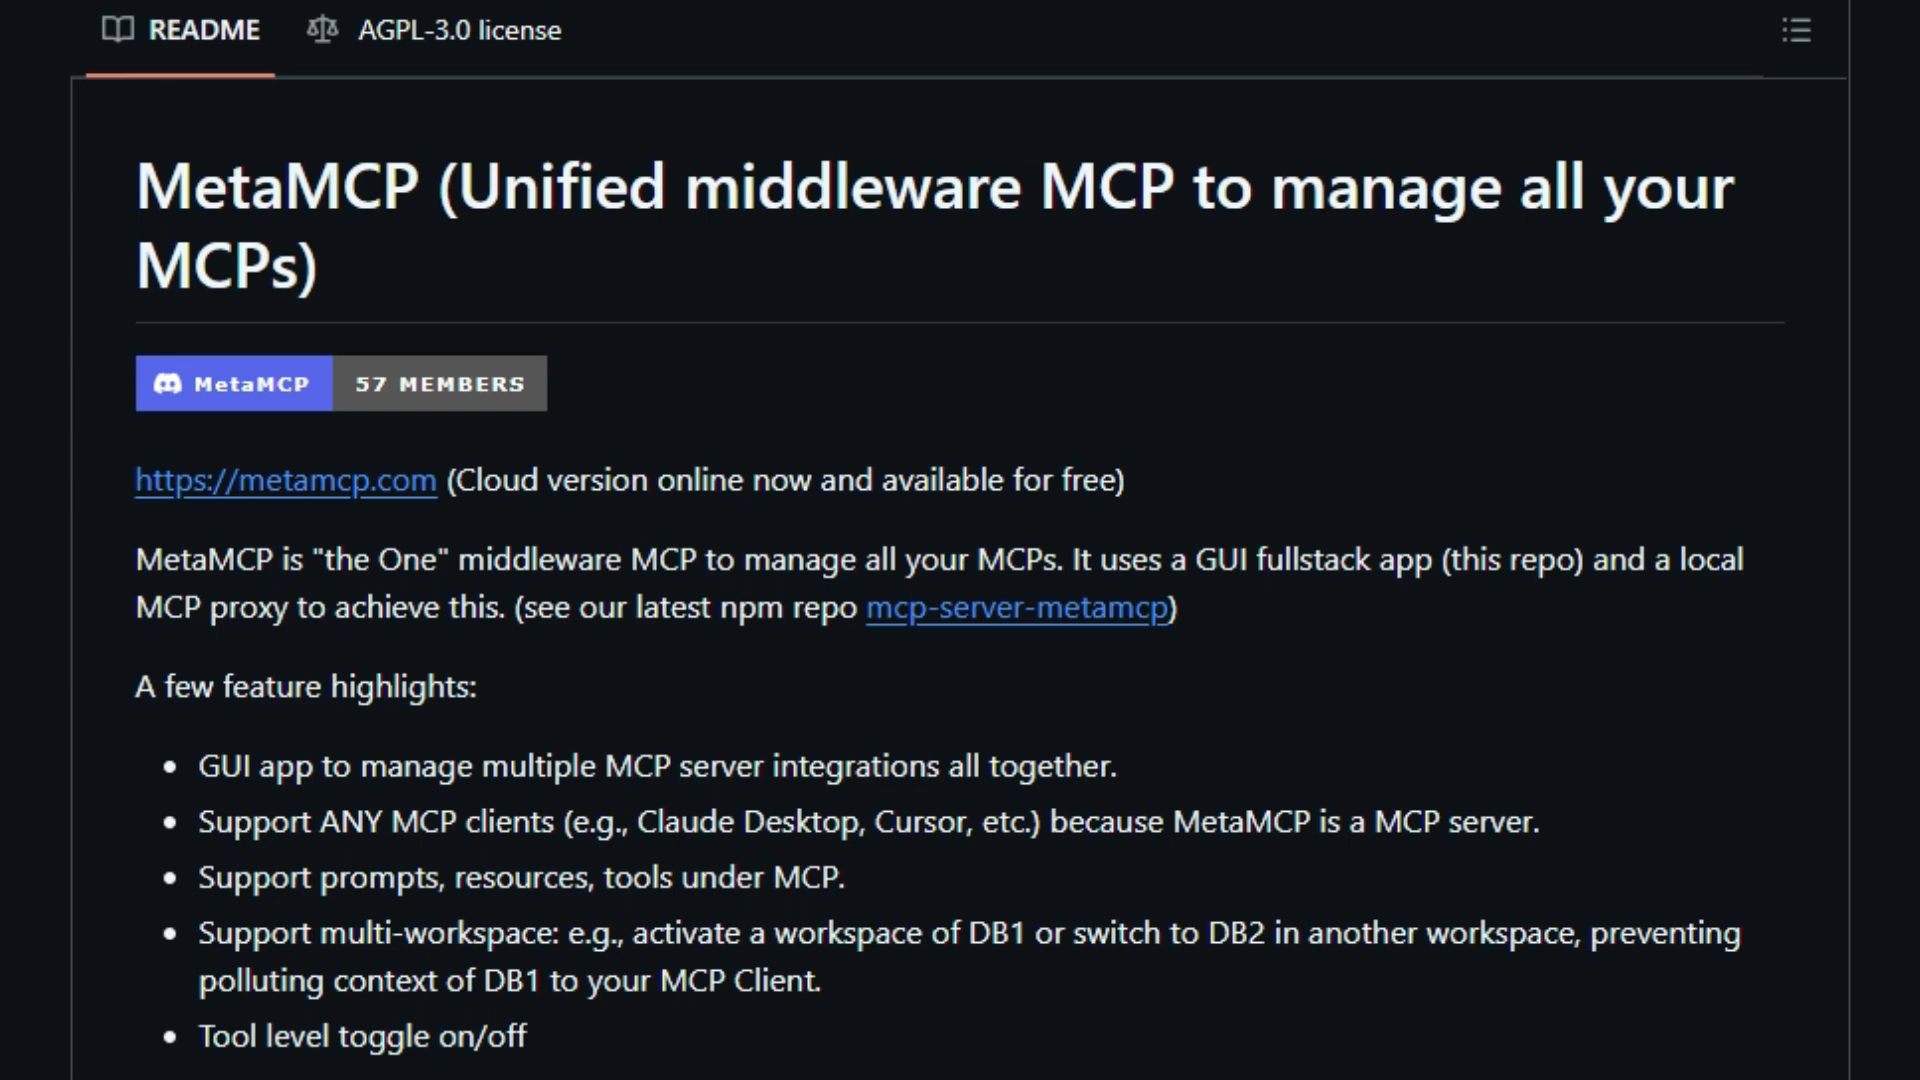 README
AGPL-3.0 license
MetaMCP (Unified middleware MCP to manage all your
MCPs)
MetaMCP 57 MEMBERS
https://metamcp.com (Cloud version online now and available for free)
MetaMCP is "the One" middleware MCP to manage all your MCPs. It uses a GUI fullstack app (this repo) and a local
MCP proxy to achieve this. (see our latest npm repo mcp-server-metamcp)
A few feature highlights:
• GUI app to manage multiple MCP server integrations all together.
• Support ANY MCP clients (e.g., Claude Desktop, Cursor, etc.) because MetaMCP is a MCP server.
• Support prompts, resources, tools under MCP.
• Support multi-workspace: e.g., activate a workspace of DB1 or switch to DB2 in another workspace, preventing
polluting context of DB1 to your MCP Client.
• Tool level toggle on/off